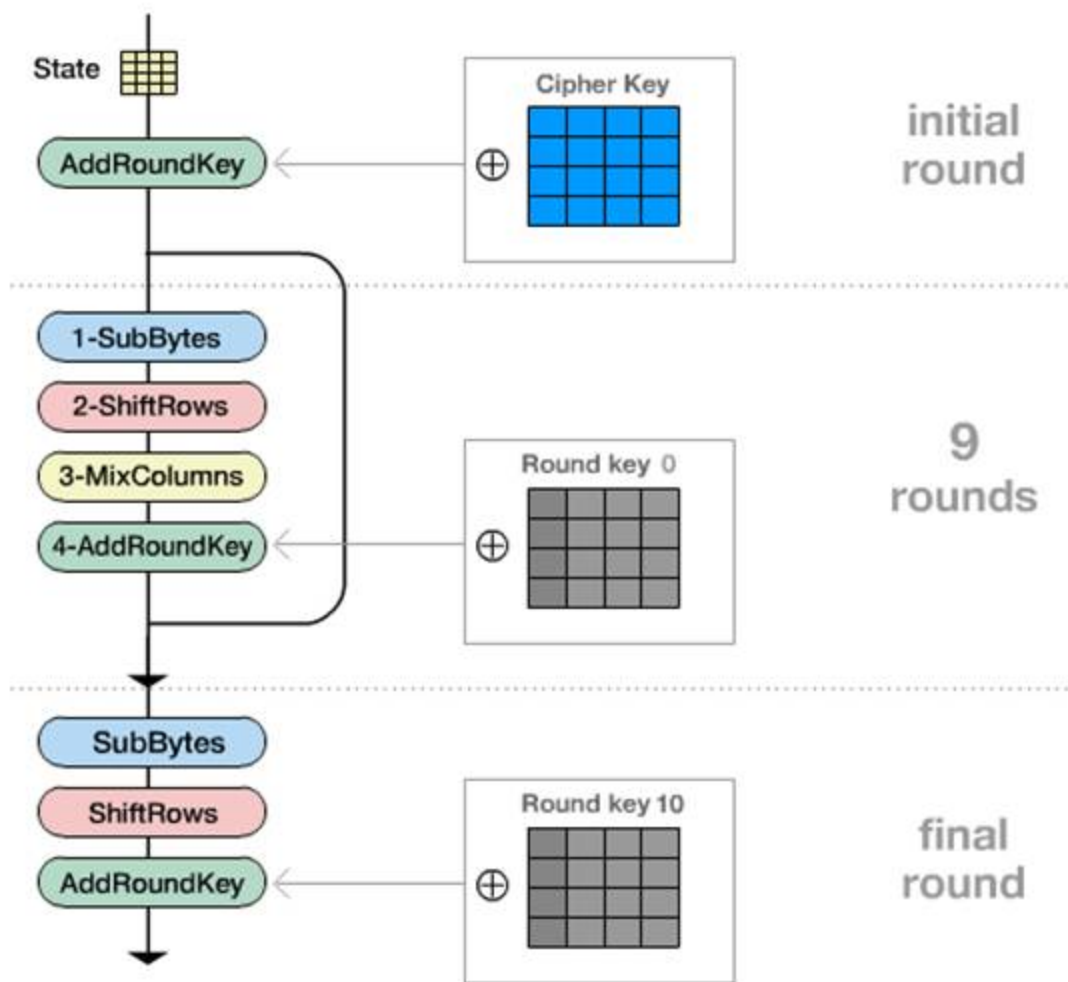 State
Cipher Key
AddRoundKey
initial
round
1-SubBytes
2-ShiftRows
3-MixColumns
4-AddRoundKey
Round key 0
9
rounds
SubBytes
ShiftRows
AddRoundKey
Round key 10
final
round